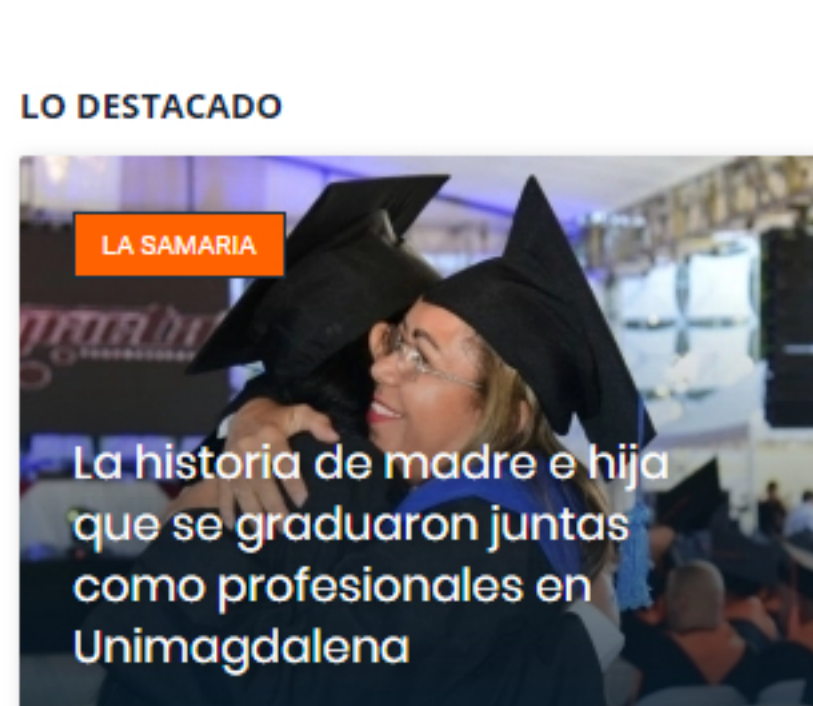 LO DESTACADO
LA SAMARIA
La historia de madre e hija
que se graduaron juntas
como profesionales en
Unimagdalena